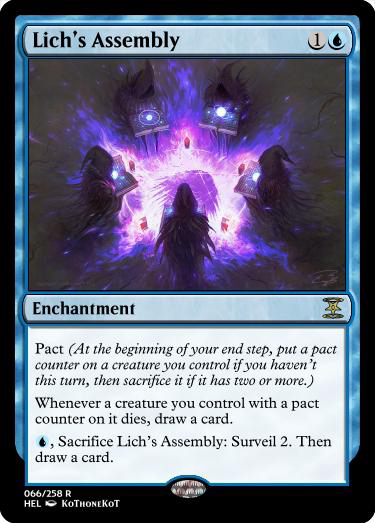 Lich's Assembly 1
Enchantment
Pact (At the beginning of your end step, put a pact
counter on a creature you control if you haven't
this turn, then sacrifice it if it has two or more.)
Whenever a creature you control with a pact
counter on it dies, draw a card.
, Sacrifice Lich's Assembly: Surveil 2. Then
draw a card.
066/258 R
HEL KoThoneKoT